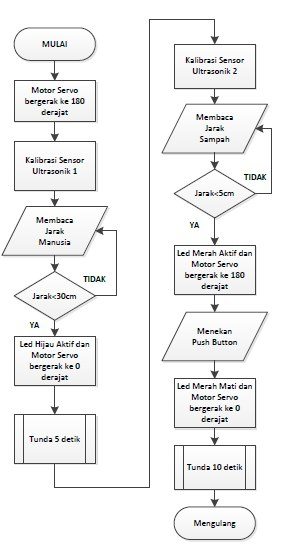 MULAI
Motor Servo
bergerak ke 180
derajat
Kalibrasi Sensor
Ultrasonik 1
Membaca
Jarak
Manusia
TIDAK
Jarak<30cm
YA
Led Hijau Aktif dan
Motor Servo
bergerak ke 0
derajat
Tunda 5 detik
Kalibrasi Sensor
Ultrasonik 2
Membaca
Jarak
Sampah
TIDAK
Jarak<5cm
YA
Led Merah Aktif dan
Motor Servo
bergerak ke 180
derajat
Menekan
Push Button
Led Merah Mati dan
Motor Servo
bergerak ke 0
derajat
Tunda 10 detik
Mengulang